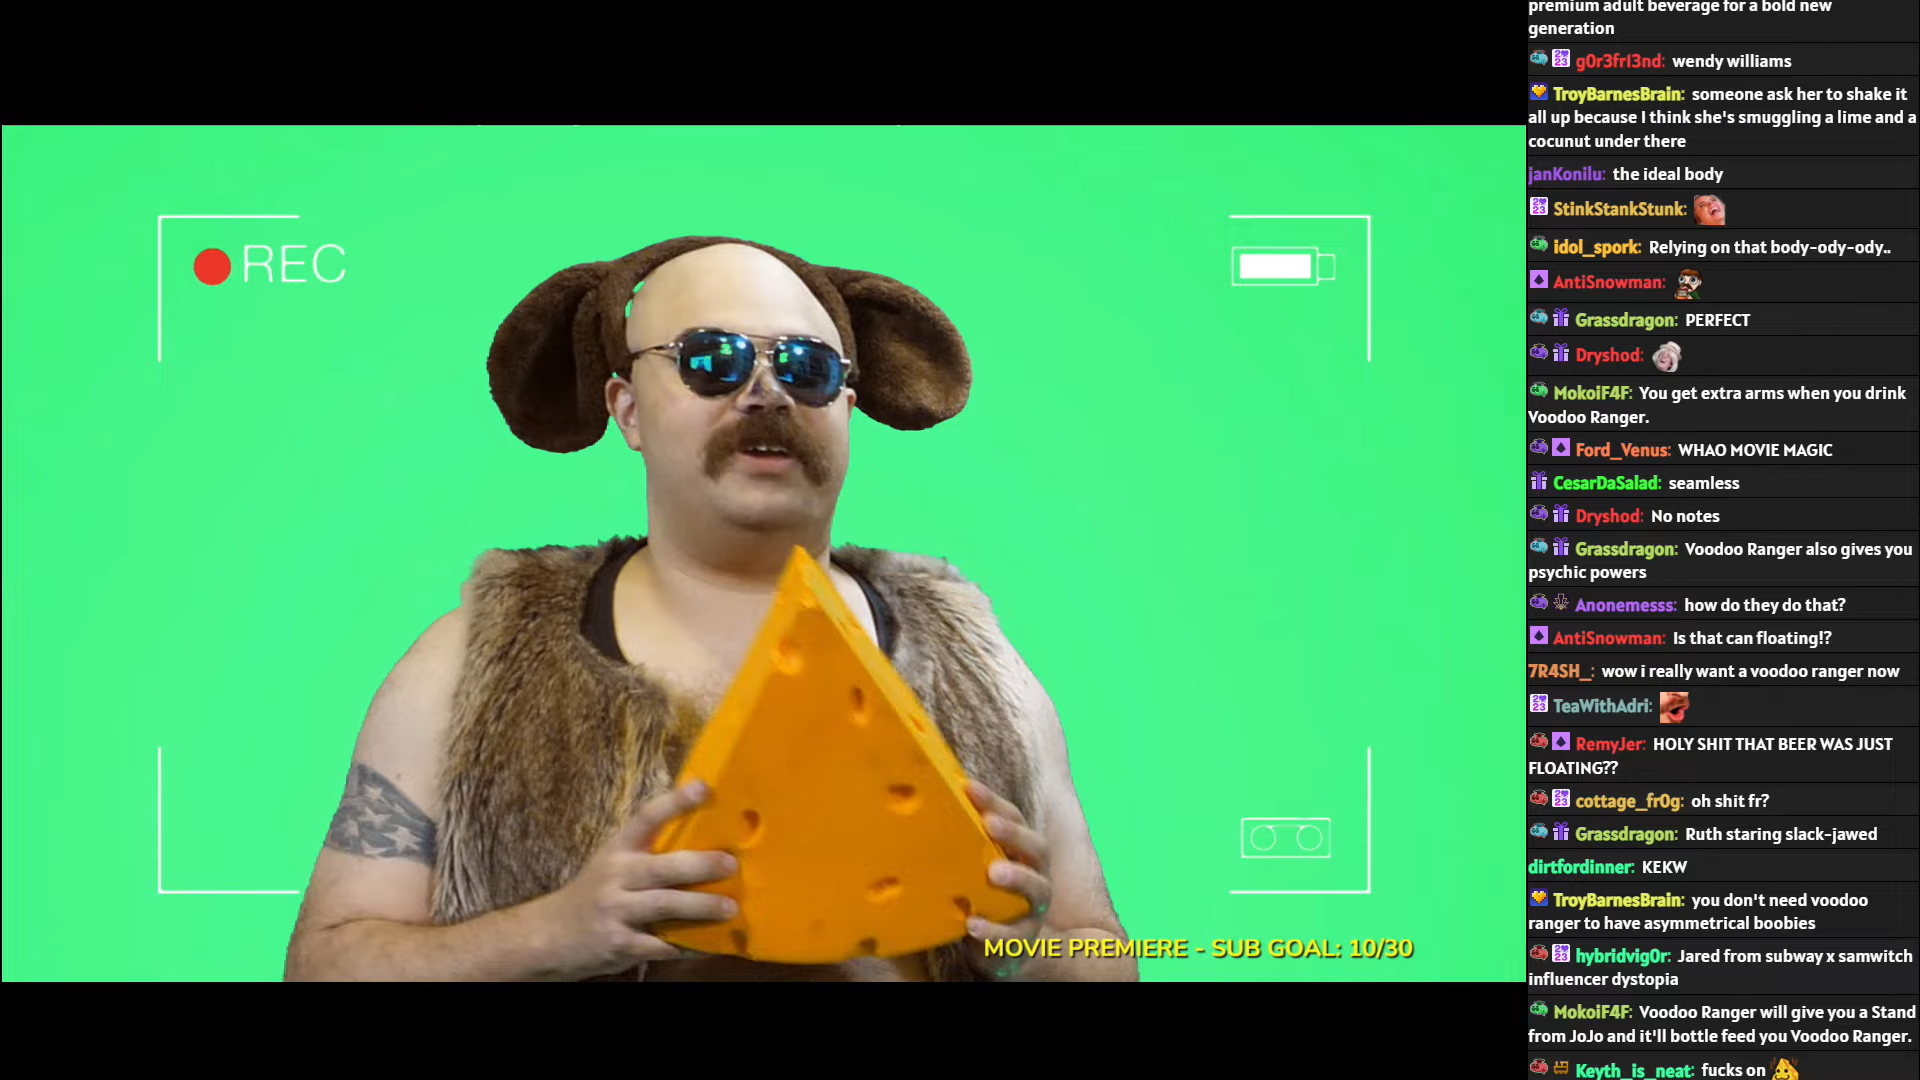 REC
MOVIE PREMIERE - SUB GOAL: 10/30
premium adult beverage for a bold new
generation
g0r3fr13nd: wendy williams
TroyBarnesBrain: someone ask her to shake it
all up because I think she's smuggling a lime and a
cocunut under there
janKonilu: the ideal body
StinkStankStunk:
idol_spork: Relying on that body-ody-ody..
AntiSnowman:
Grassdragon: PERFECT
Dryshod:
MokoiF4F: You get extra arms when you drink
Voodoo Ranger.
Ford_Venus: WHAO MOVIE MAGIC
CesarDaSalad: seamless
Dryshod: No notes
Grassdragon: Voodoo Ranger also gives you
psychic powers
Anonemesss: how do they do that?
AntiSnowman: Is that can floating!?
7R4SH_: wow i really want a voodoo ranger now
TeaWithAdri:
RemyJer: HOLY SHIT THAT BEER WAS JUST
FLOATING??
cottage_fr0g: oh shit fr?
Grassdragon: Ruth staring slack-jawed
dirtfordinner: KEKW
TroyBarnesBrain: you don't need voodoo
ranger to have asymmetrical boobies
hybridvig0r: Jared from subway x samwitch
influencer dystopia
MokoiF4F: Voodoo Ranger will give you a Stand
from JoJo and it'll bottle feed you Voodoo Ranger.
Keyth_is_neat: fucks on